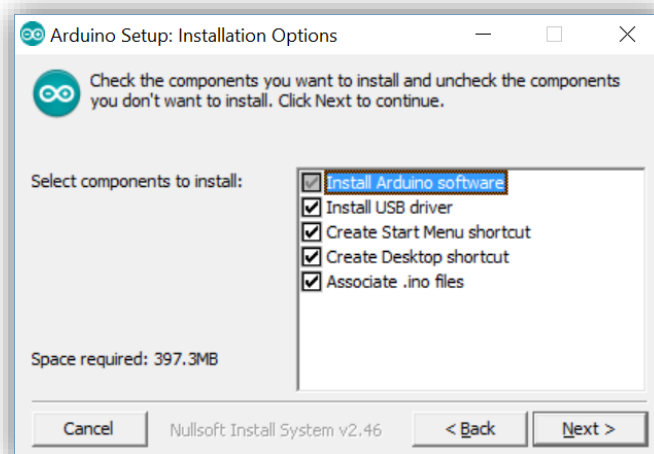 Arduino Setup: Installation Options
Check the components you want to install and uncheck the components
you don't want to install. Click Next to continue.
Select components to install:
Install Arduino software
Install USB driver
Create Start Menu shortcut
Create Desktop shortcut
Associate .ino files
Space required: 397.3MB
Cancel
Nullsoft Install System v2.46
< Back
Next >